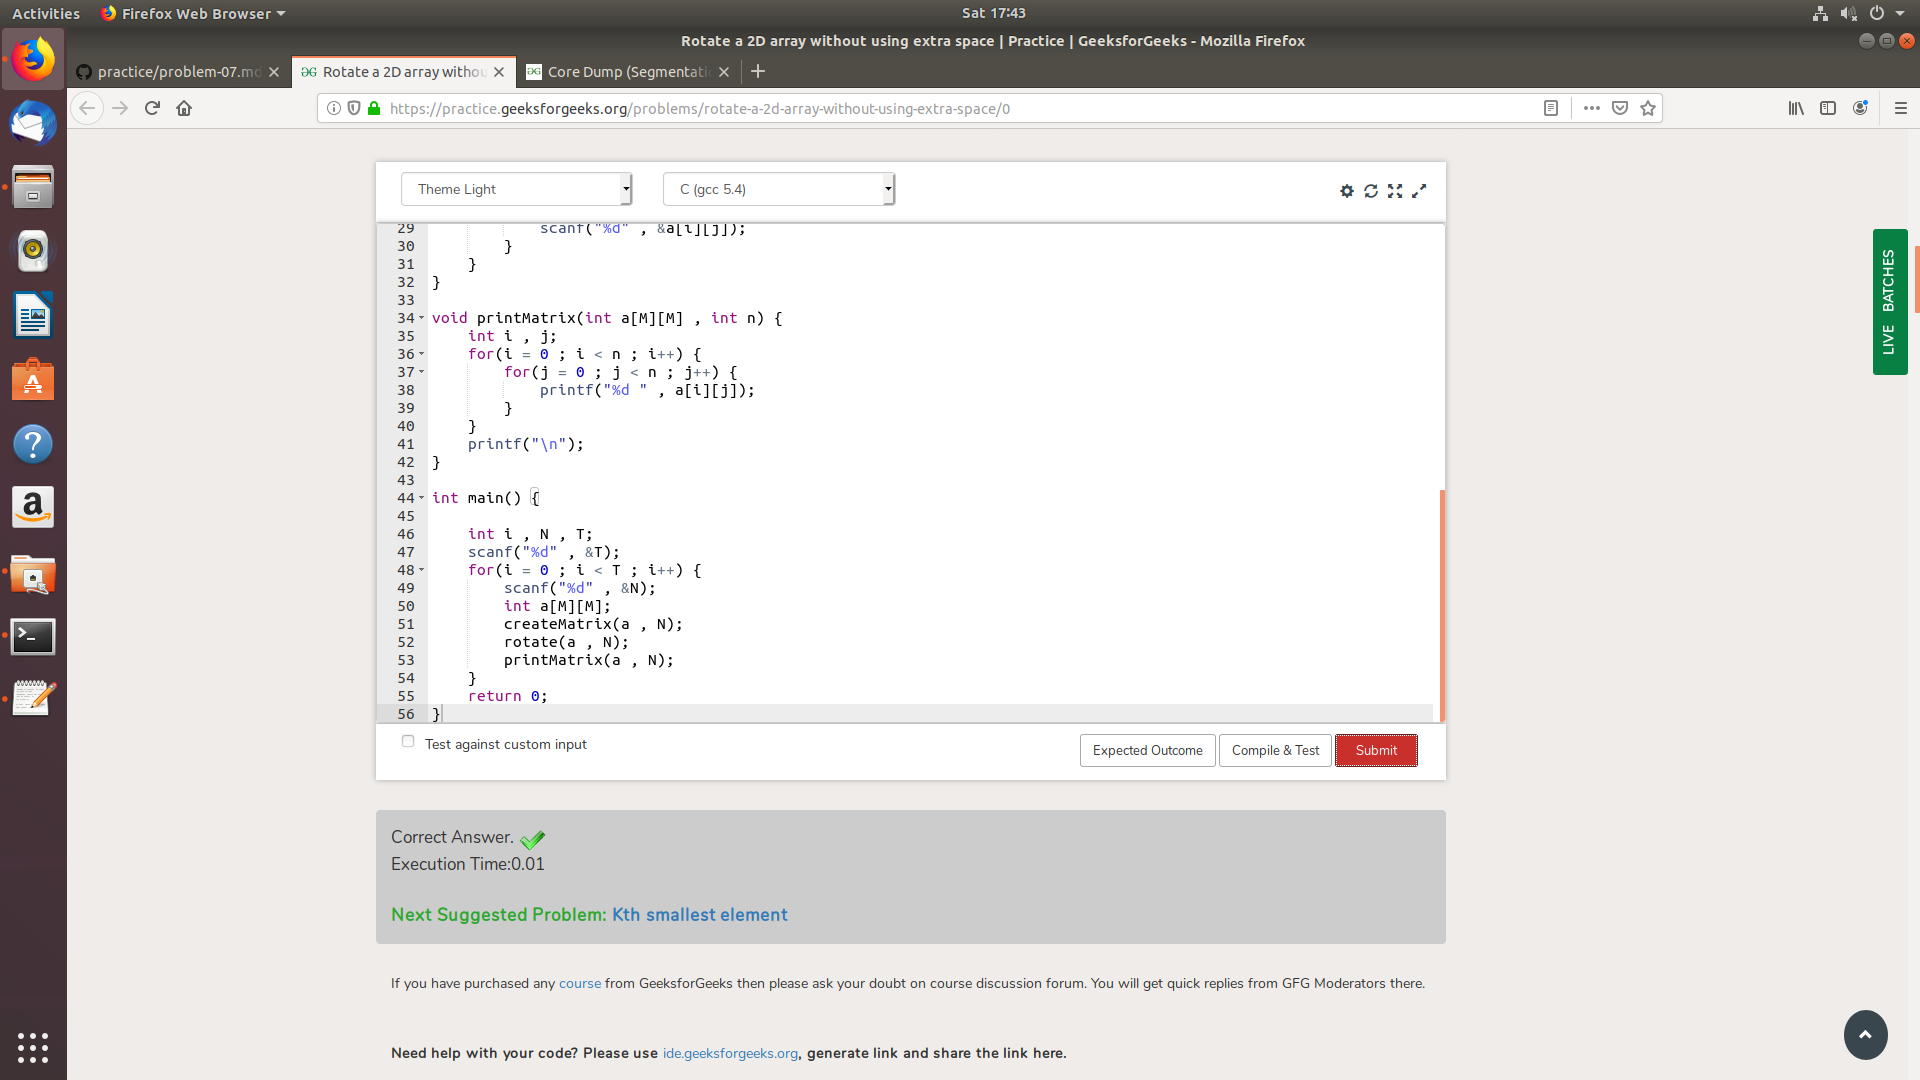 Activities Firefox Web Browser Sat 17:43
Rotate a 2D array without using extra space | Practice | GeeksforGeeks - Mozilla Firefox
practice/problem-07.md Rotate a 2D array withou Core Dump (Segmentati
https://practice.geeksforgeeks.org/problems/rotate-a-2d-array-without-using-extra-space/0
Theme Light C (gcc 5.4)
29 scanf("%d" , &a[i][j]);
30 }
31 }
32 }
33
34 void printMatrix(int a[M][M] , int n) {
35 int i , j;
36 for(i = 0 ; i < n ; i++) {
37 for(j = 0 ; j < n ; j++) {
38 printf("%d " , a[i][j]);
39 }
40 }
41 printf("\n");
42 }
43
44 int main() {
45
46 int i , N , T;
47 scanf("%d" , &T);
48 for(i = 0 ; i < T ; i++) {
49 scanf("%d" , &N);
50 int a[M][M];
51 createMatrix(a , N);
52 rotate(a , N);
53 printMatrix(a , N);
54 }
55 return 0;
56 }
LIVE BATCHES
Test against custom input Expected Outcome Compile & Test Submit
Correct Answer.
Execution Time:0.01
Next Suggested Problem: Kth smallest element
If you have purchased any course from GeeksforGeeks then please ask your doubt on course discussion forum. You will get quick replies from GFG Moderators there.
Need help with your code? Please use ide.geeksforgeeks.org, generate link and share the link here.